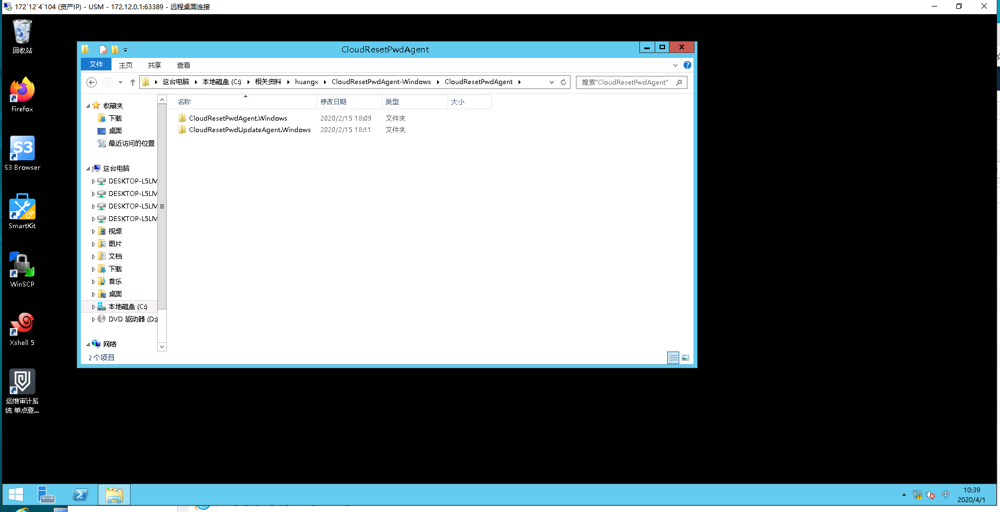 172`12`4`104 (资产IP) - USM - 172.12.0.1:63389 - 远程桌面连接
回收站
Firefox
S3 Browser
SmartKit
WinSCP
Xshell 5
运维审计系
统 单点登...
CloudResetPwdAgent
文件 主页 共享 查看
这台电脑 本地磁盘 (C:) 相关资料 huangx CloudResetPwdAgent-Windows CloudResetPwdAgent 搜索"CloudResetPwdAgent"
名称 修改日期 类型 大小
CloudResetPwdAgent.Windows 2020/2/15 18:09 文件夹
CloudResetPwdUpdateAgent.Windows 2020/2/15 18:11 文件夹
收藏夹
下载
桌面
最近访问的位置
这台电脑
DESKTOP-L5LM
DESKTOP-L5LM
DESKTOP-L5LM
DESKTOP-L5LM
视频
图片
文档
下载
音乐
桌面
本地磁盘 (C:)
DVD 驱动器 (D:)
网络
2 个项目
中
10:39
2020/4/1